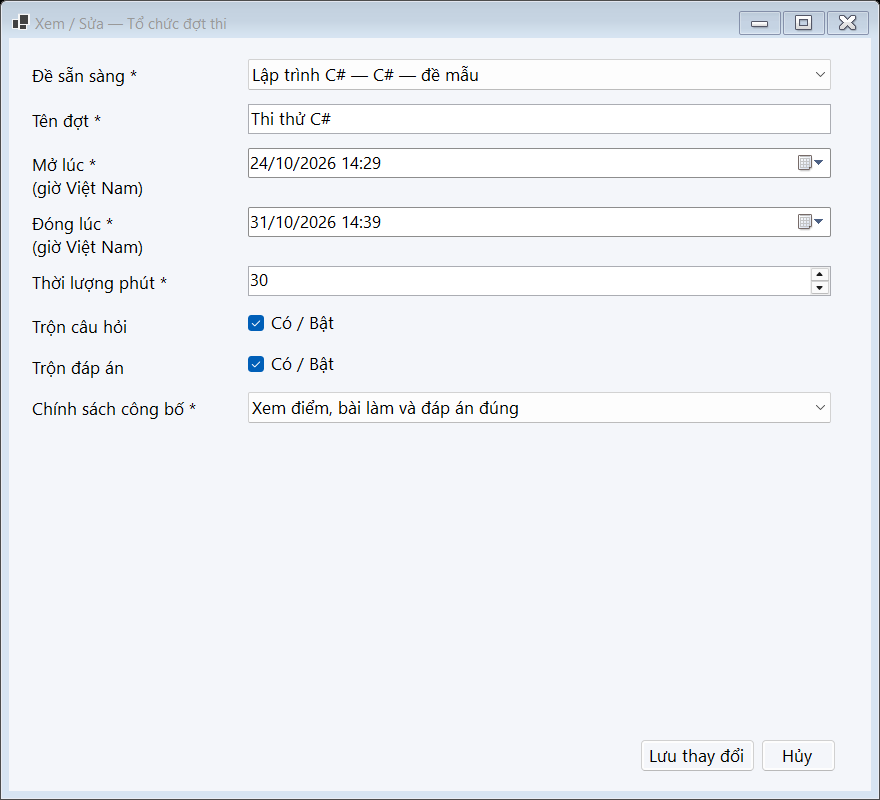 Xem / Sửa — Tổ chức đợt thi
Đề sẵn sàng *
Lập trình C# — C# — đề mẫu
Tên đợt *
Thi thử C#
Mở lúc *
(giờ Việt Nam)
24/10/2026 14:29
Đóng lúc *
(giờ Việt Nam)
31/10/2026 14:39
Thời lượng phút *
30
Trộn câu hỏi
Có / Bật
Trộn đáp án
Có / Bật
Chính sách công bố *
Xem điểm, bài làm và đáp án đúng
Lưu thay đổi
Hủy